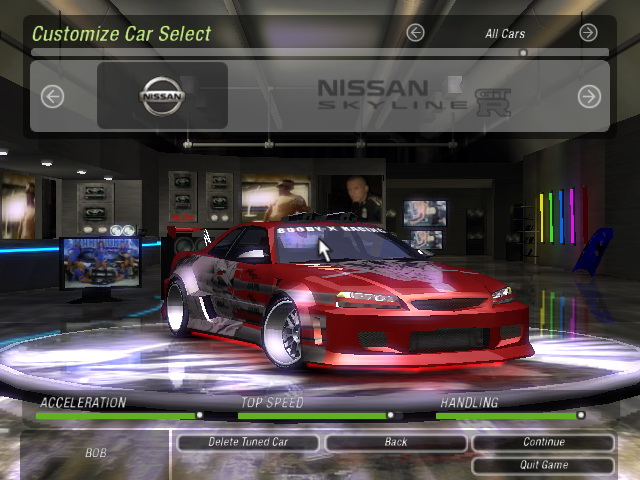 Customize Car Select
All Cars
NISSAN
NISSAN
SKYLINE GT R
ACCELERATION
TOP SPEED
HANDLING
BOB
Delete Tuned Car
Back
Continue
Quit Game